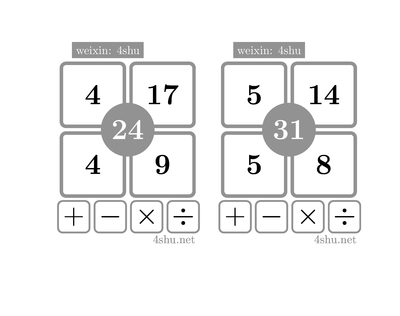 weixin: 4shu
4 17
24
4 9
+ − × ÷
4shu.net
weixin: 4shu
5 14
31
5 8
+ − × ÷
4shu.net